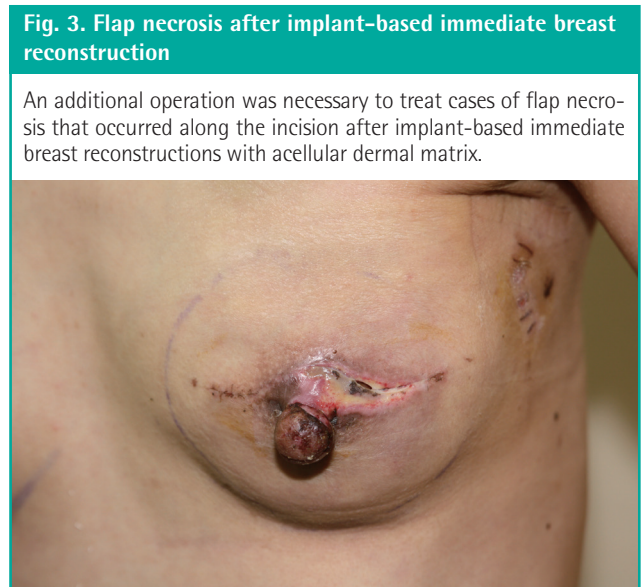 Fig. 3. Flap necrosis after implant-based immediate breast
reconstruction
An additional operation was necessary to treat cases of flap necro-
sis that occurred along the incision after implant-based immediate
breast reconstructions with acellular dermal matrix.